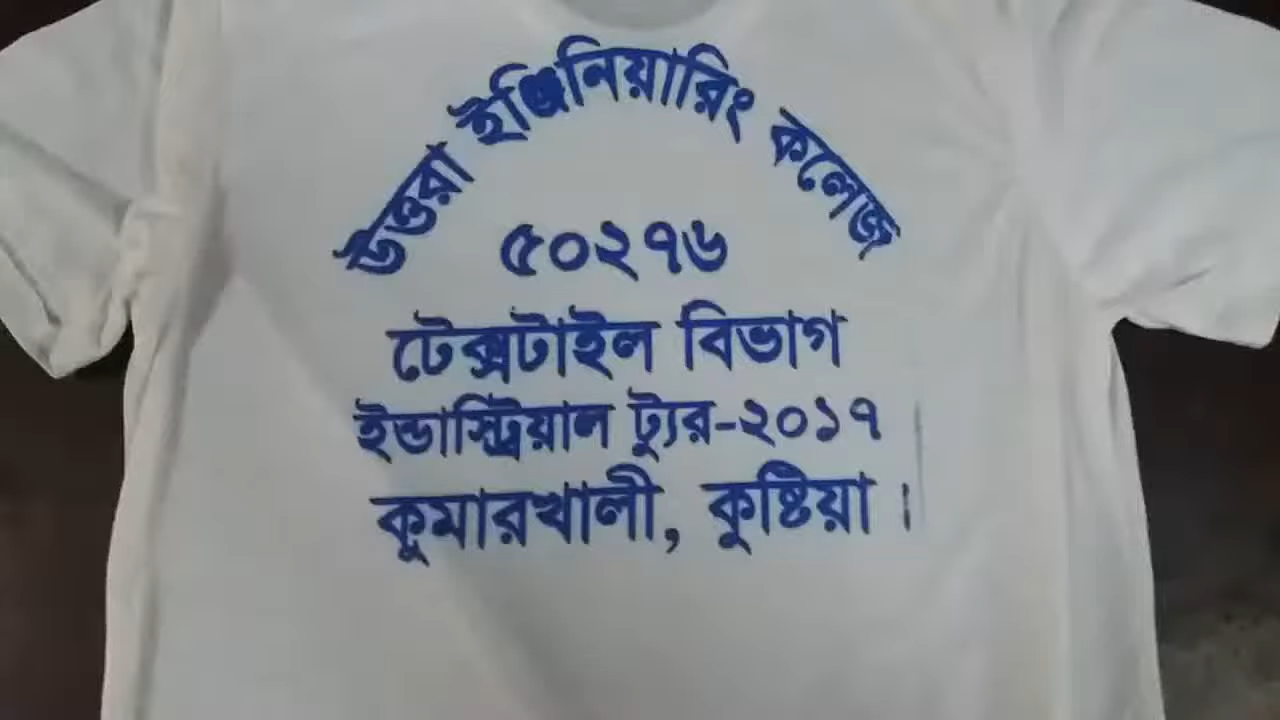 উত্তরা ইঞ্জিনিয়ারিং কলেজ
৫০২৭৬
টেক্সটাইল বিভাগ
ইন্ডাস্ট্রিয়াল ট্যুর-২০১৭
কুমারখালী, কুষ্টিয়া ।